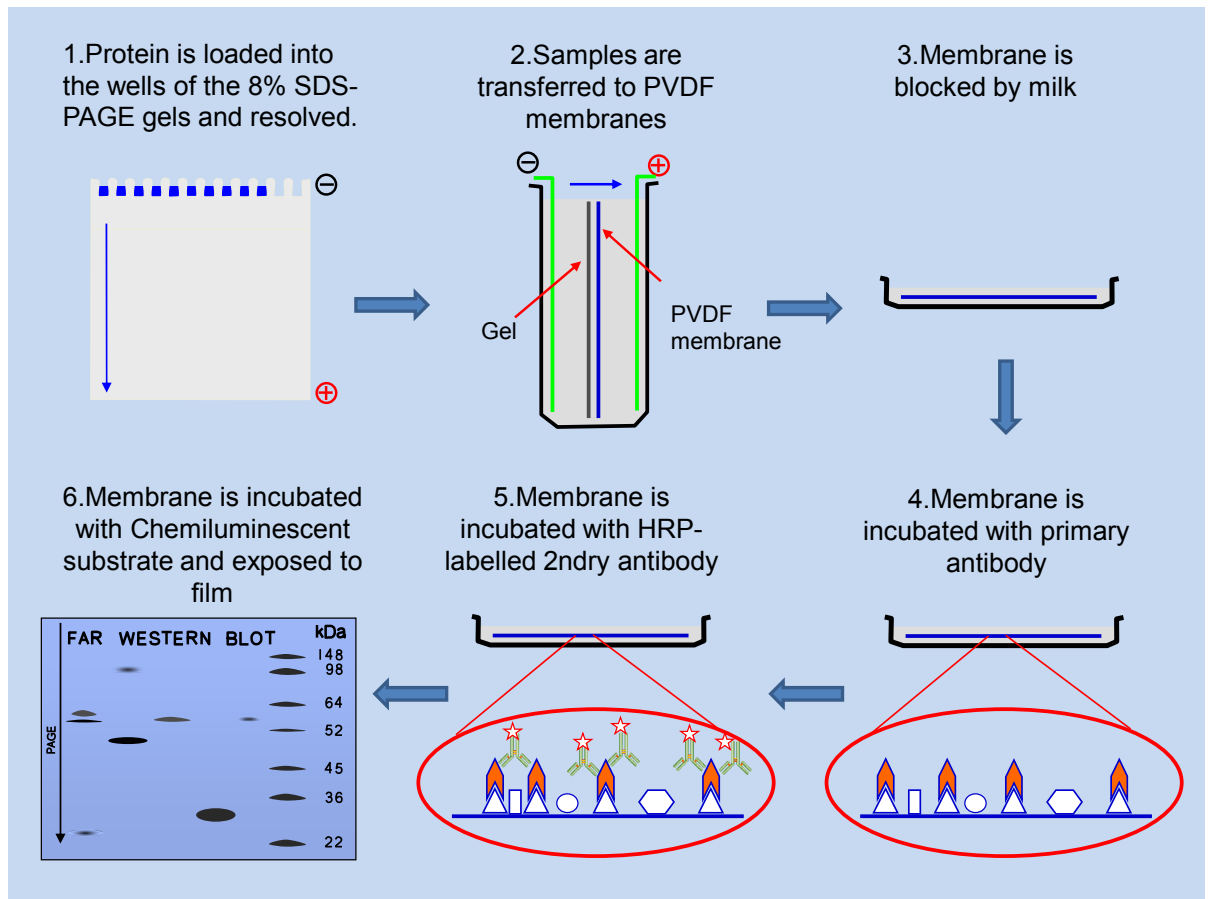 1.Protein is loaded into
the wells of the 8% SDS-
PAGE gels and resolved.
2.Samples are
transferred to PVDF
membranes
3.Membrane is
blocked by milk
Gel
PVDF
membrane
4.Membrane is
incubated with primary
antibody
5.Membrane is
incubated with HRP-
labelled 2ndry antibody
6.Membrane is incubated
with Chemiluminescent
substrate and exposed to
film
FAR WESTERN BLOT
kDa
148
98
64
52
45
36
22
PAGE